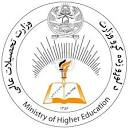 وزارت تحصیلات عالی
د لوړو زده کړو وزارت
Ministry of Higher Education